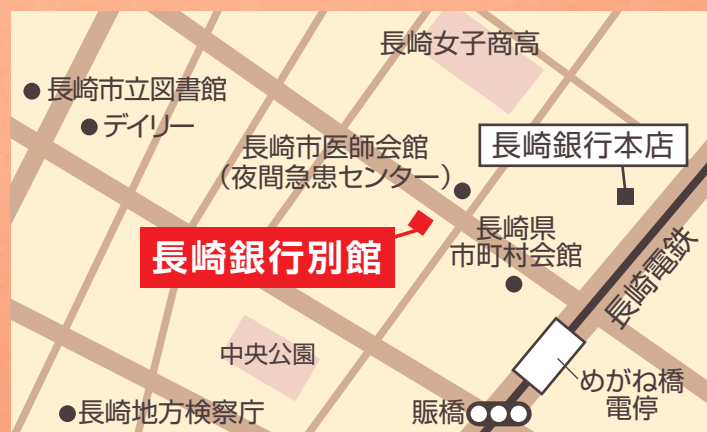 長崎女子商高
長崎市立図書館
デイリー
長崎市医師会館
（夜間急患センター）
長崎銀行本店
長崎銀行別館
長崎県
市町村会館
長崎電鉄
中央公園
めがね橋
電停
長崎地方検察庁
賑橋